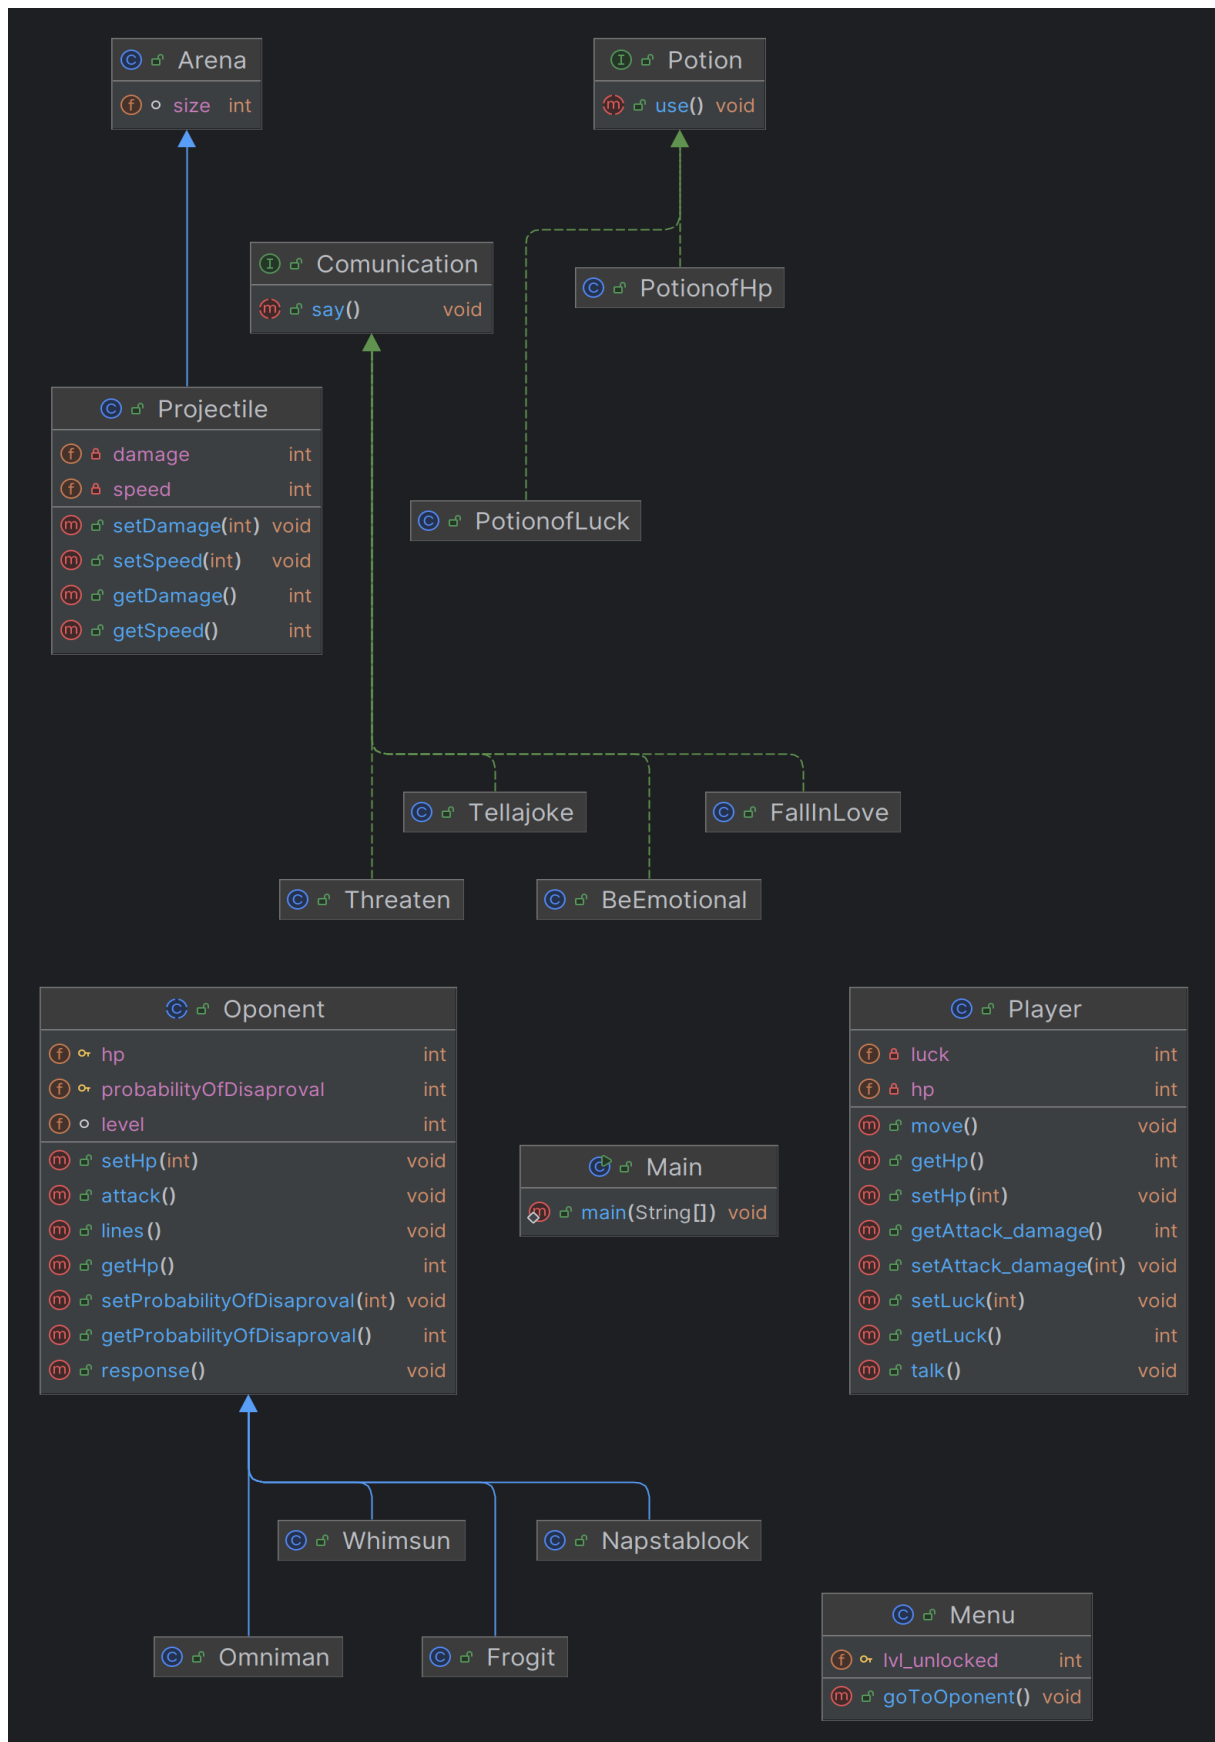 Arena
size int
Potion
use() void
Comunication
say() void
PotionofHp
Projectile
damage int
speed int
setDamage(int) void
setSpeed(int) void
getDamage() int
getSpeed() int
PotionofLuck
Tellajoke
FallInLove
Threaten
BeEmotional
Oponent
hp int
probabilityOfDisaproval int
level int
setHp(int) void
attack() void
lines() void
getHp() int
setProbabilityOfDisaproval(int) void
getProbabilityOfDisaproval() int
response() void
Main
main(String[]) void
Player
luck int
hp int
move() void
getHp() int
setHp(int) void
getAttack_damage() int
setAttack_damage(int) void
setLuck(int) void
getLuck() int
talk() void
Whimsun
Napstablook
Omniman
Frogit
Menu
lvl_unlocked int
goToOponent() void